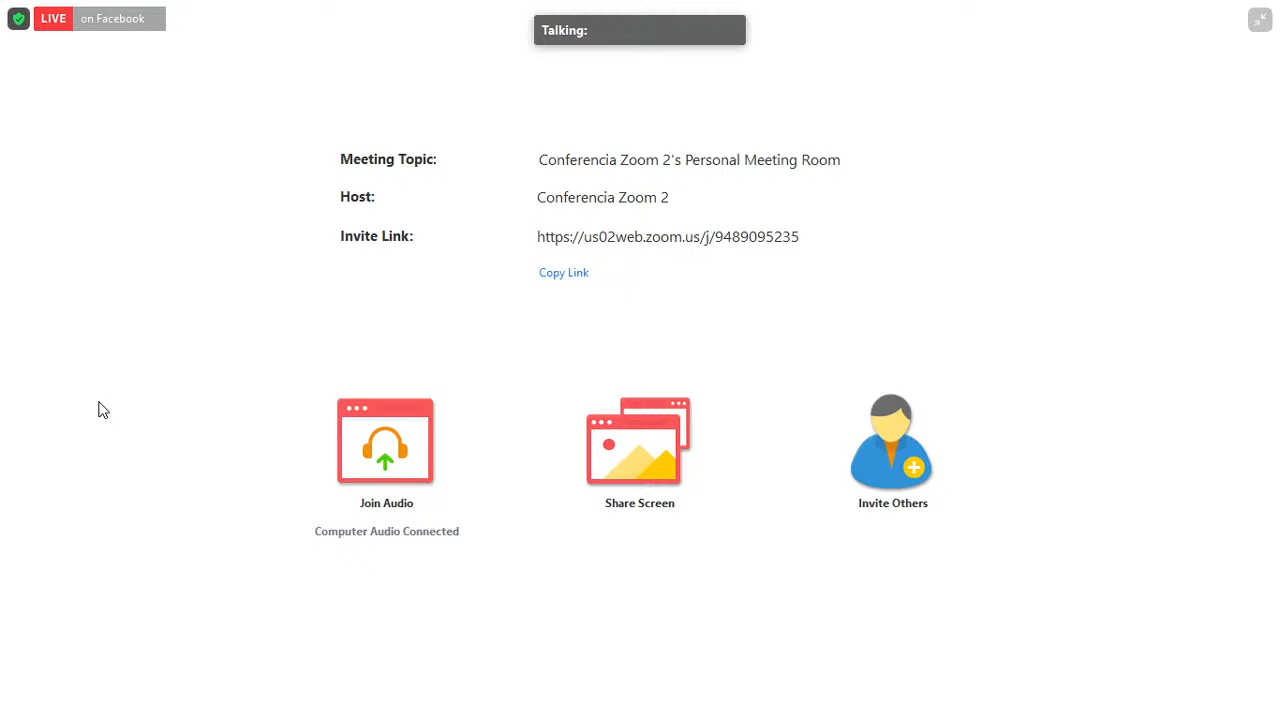 LIVE on Facebook
Talking:
Meeting Topic: Conferencia Zoom 2's Personal Meeting Room
Host: Conferencia Zoom 2
Invite Link: https://us02web.zoom.us/j/9489095235
Copy Link
Join Audio
Share Screen
Invite Others
Computer Audio Connected